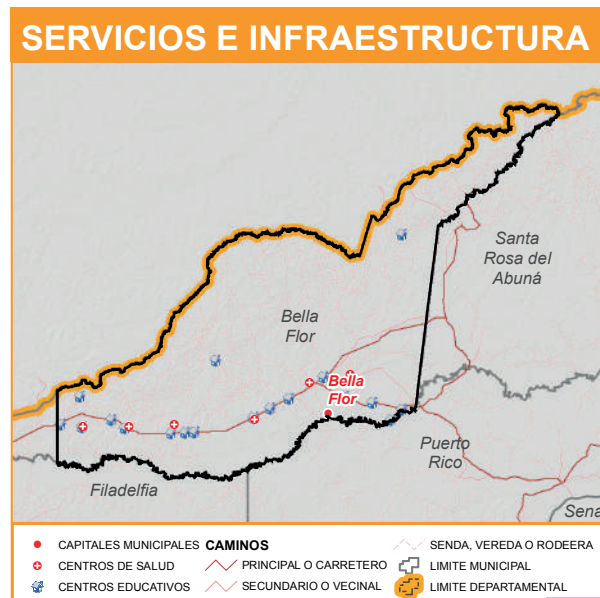 SERVICIOS E INFRAESTRUCTURA
Santa
Rosa del
Abuná
Bella
Flor
Bella
Flor
Puerto
Rico
Filadelfia
Sena
CAPITALES MUNICIPALES
CENTROS DE SALUD
CENTROS EDUCATIVOS
CAMINOS
PRINCIPAL O CARRETERO
SECUNDARIO O VECINAL
SENDA, VEREDA O RODEERA
LIMITE MUNICIPAL
LIMITE DEPARTAMENTAL